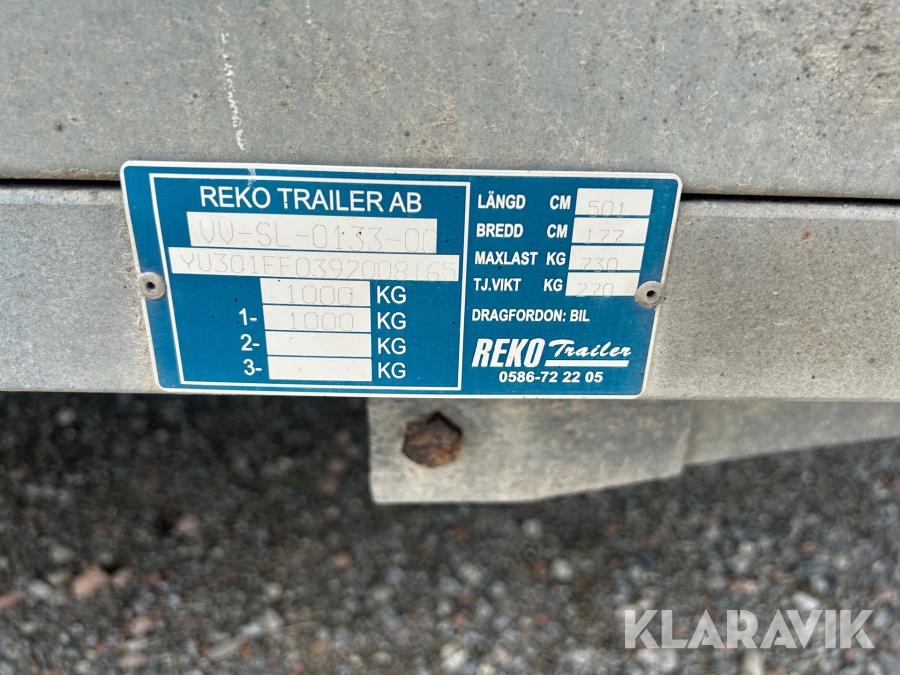 REKO TRAILER AB
VV-SL-0133-00
YU301FF0392008165
1000 KG
1- 1000 KG
2- KG
3- KG
LÄNGD CM 501
BREDD CM 177
MAXLAST KG 730
TJ.VIKT KG 270
DRAGFORDON: BIL
REKO Trailer
0586-72 22 05
KLARAVIK